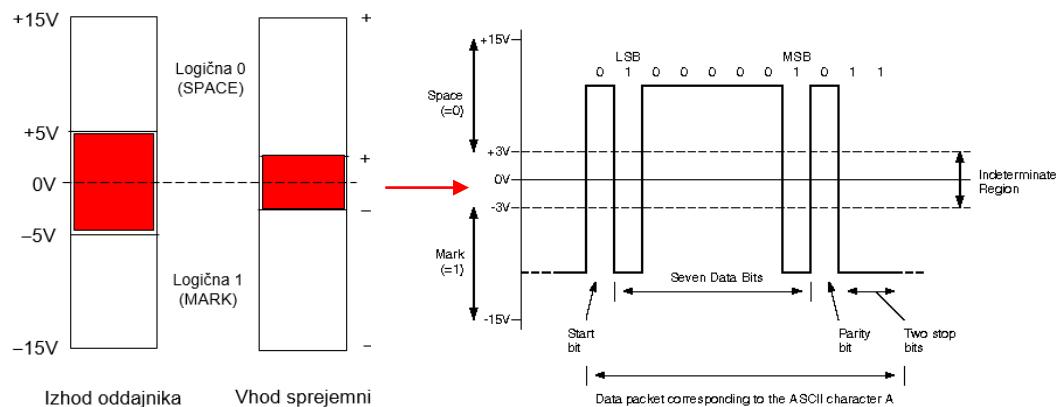 +15V
+5V
0V
–5V
–15V
Logična 0
(SPACE)
Logična 1
(MARK)
+
+
–
–
Izhod oddajnika
Vhod sprejemni
+15V
Space
(=0)
+3V
0V
-3V
Mark
(=1)
-15V
LSB MSB
0 1 0 0 0 0 0 1 0 1 1
Indeterminate
Region
Seven Data Bits
Start
bit
Parity
bit
Two stop
bits
Data packet corresponding to the ASCII character A